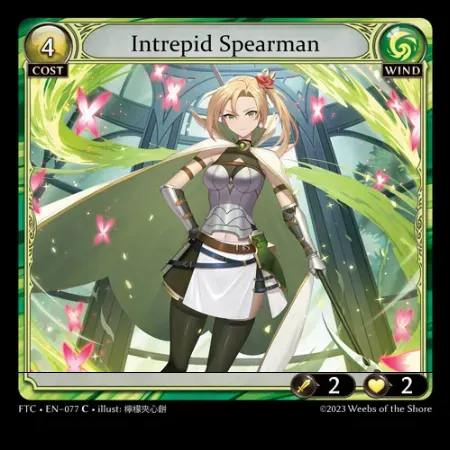 4
Intrepid Spearman
COST
WIND
2
2
FTC • EN-077 C • illust: 檸檬夾心餅
©2023 Weebs of the Shore